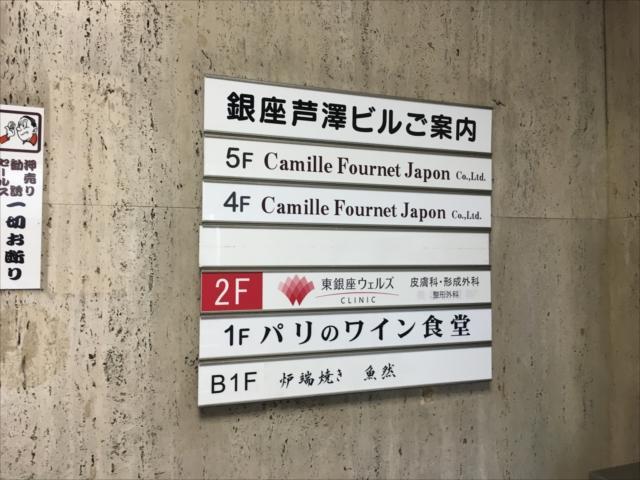 銀座芦澤ビルご案内
5F Camille Fournet Japon Co.,Ltd.
4F Camille Fournet Japon Co.,Ltd.
2F 東銀座ウェルズ CLINIC 皮膚科・形成外科
整形外科
1F パリのワイン食堂
B1F 炉端焼き 魚然
押売り
勧誘
セールス
一切お断り